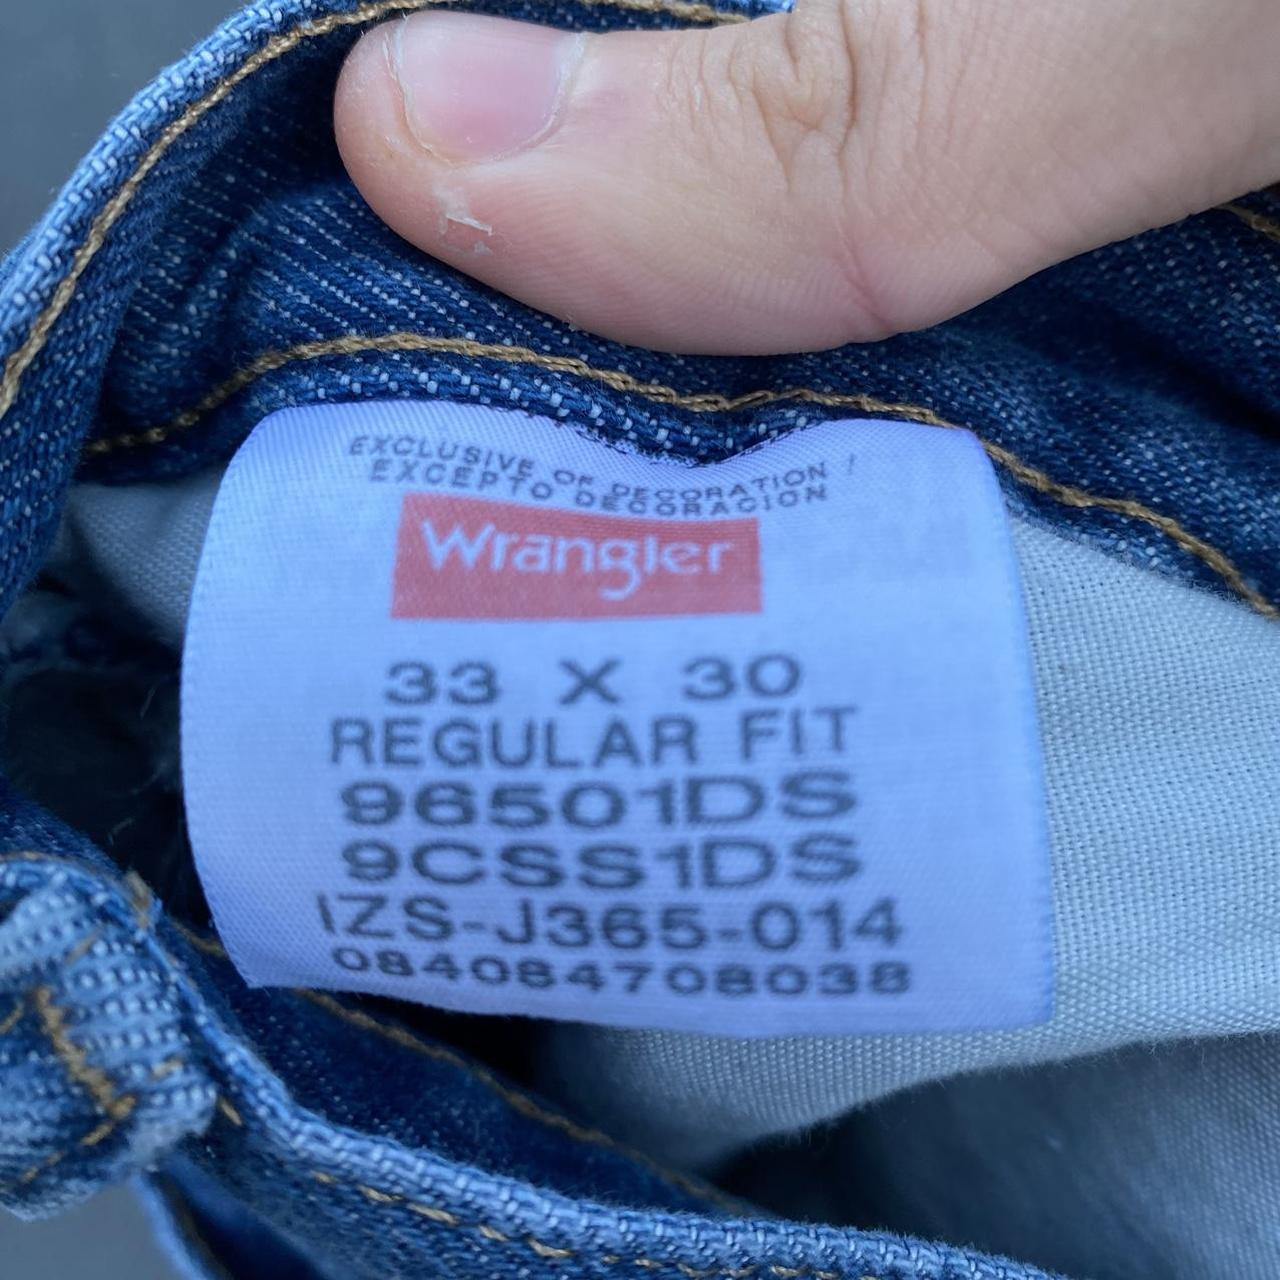 EXCLUSIVE OF DECORATION /
EXCEPTO DECORACION
Wrangler
33 X 30
REGULAR FIT
96501DS
9CSS1DS
IZS-J365-014
084084708038